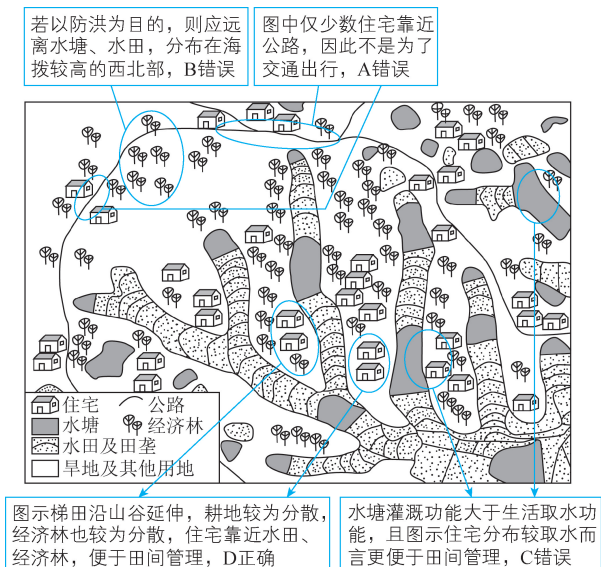 若以防洪为目的，则应远
离水塘、水田，分布在海
拨较高的西北部，B错误
图中仅少数住宅靠近
公路，因此不是为了
交通出行，A错误
住宅 公路
水塘 经济林
水田及田垄
旱地及其他用地
图示梯田沿山谷延伸，耕地较为分散，
经济林也较为分散，住宅靠近水田、
经济林，便于田间管理，D正确
水塘灌溉功能大于生活取水功
能，且图示住宅分布较取水而
言更便于田间管理，C错误